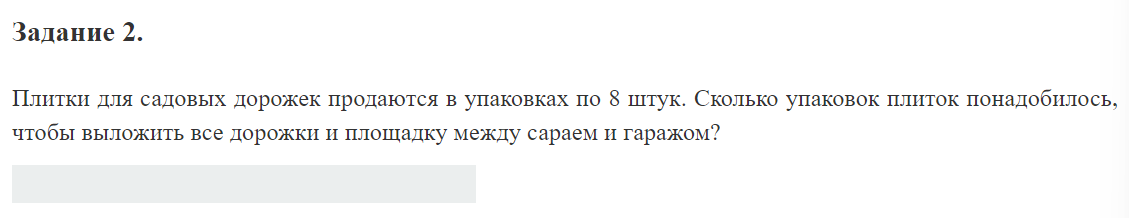 Задание 2.
Плитки для садовых дорожек продаются в упаковках по 8 штук. Сколько упаковок плиток понадобилось,
чтобы выложить все дорожки и площадку между сараем и гаражом?